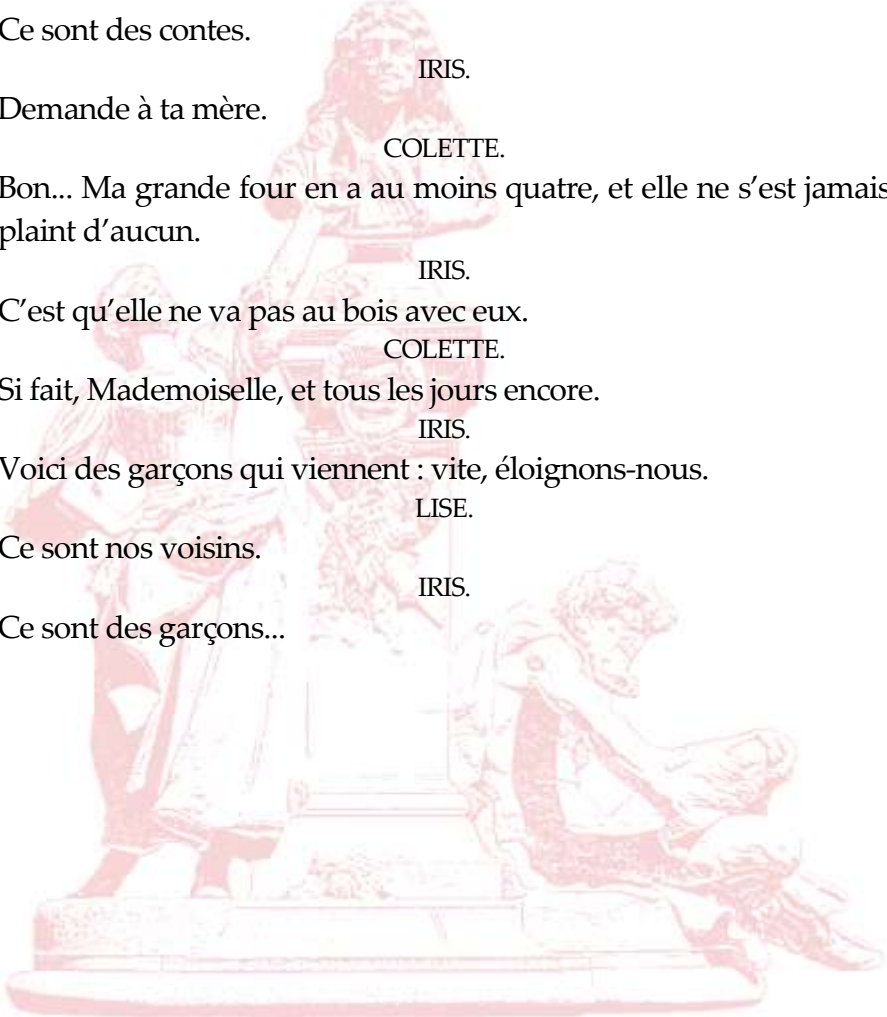 Ce sont des contes.
IRIS.
Demande à ta mère.
COLETTE.
Bon... Ma grande four en a au moins quatre, et elle ne s’est jamais
plaint d’aucun.
IRIS.
C’est qu’elle ne va pas au bois avec eux.
COLETTE.
Si fait, Mademoiselle, et tous les jours encore.
IRIS.
Voici des garçons qui viennent : vite, éloignons-nous.
LISE.
Ce sont nos voisins.
IRIS.
Ce sont des garçons...